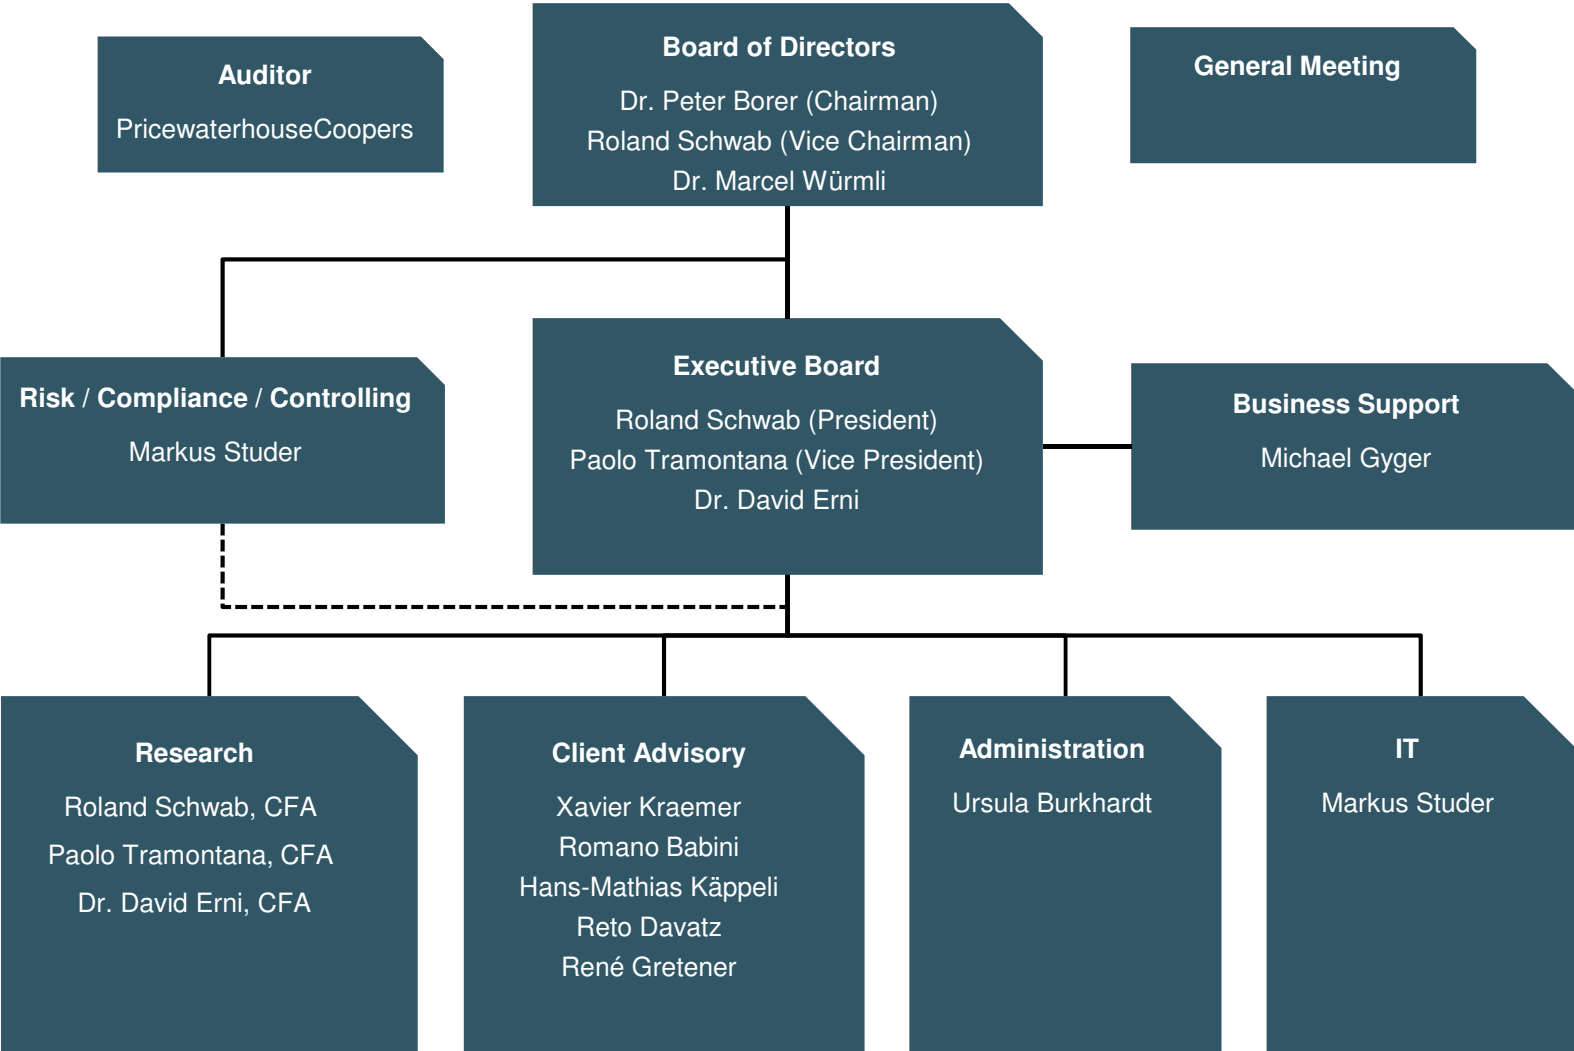 Auditor
PricewaterhouseCoopers
Board of Directors
Dr. Peter Borer (Chairman)
Roland Schwab (Vice Chairman)
Dr. Marcel Würmli
General Meeting
Risk / Compliance / Controlling
Markus Studer
Executive Board
Roland Schwab (President)
Paolo Tramontana (Vice President)
Dr. David Erni
Business Support
Michael Gyger
Research
Roland Schwab, CFA
Paolo Tramontana, CFA
Dr. David Erni, CFA
Client Advisory
Xavier Kraemer
Romano Babini
Hans-Mathias Käppeli
Reto Davatz
René Gretener
Administration
Ursula Burkhardt
IT
Markus Studer